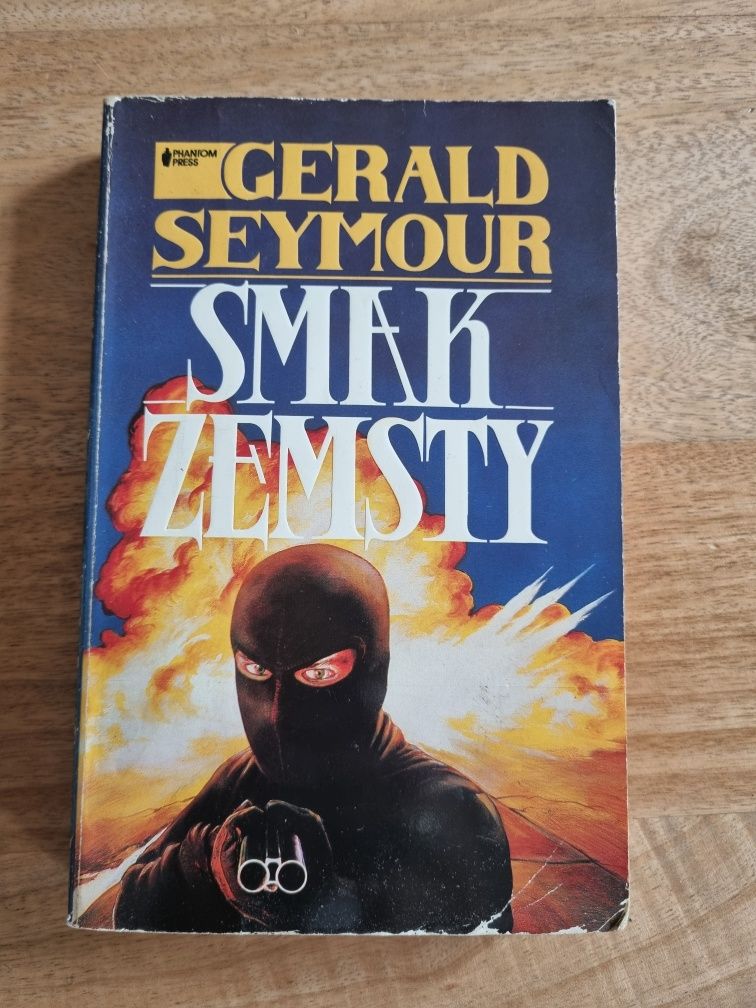 PHANTOM
PRESS
GERALD
SEYMOUR
SMAK
ZEMSTY